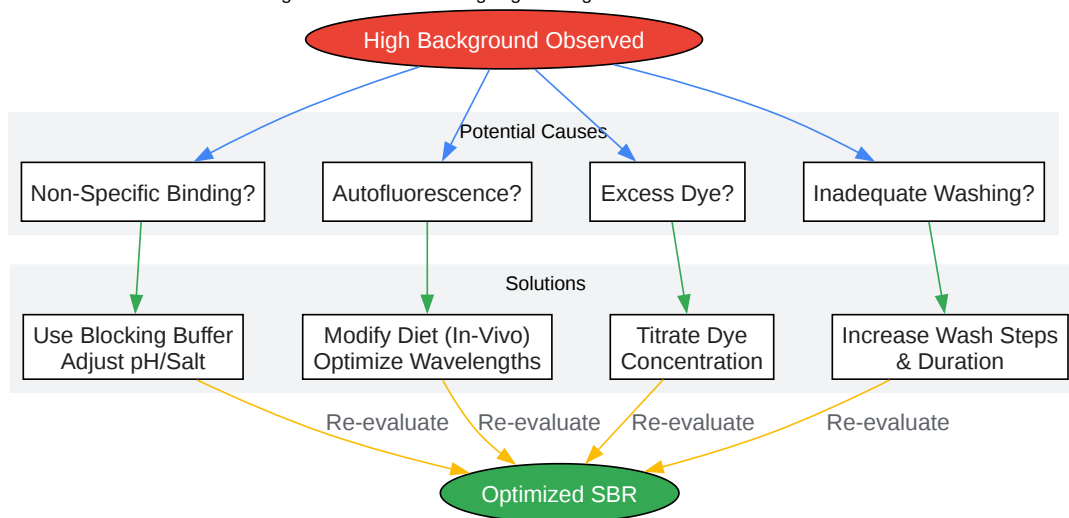 High Background Observed
Potential Causes
Non-Specific Binding?
Autofluorescence?
Excess Dye?
Inadequate Washing?
Solutions
Use Blocking Buffer
Adjust pH/Salt
Modify Diet (In-Vivo)
Optimize Wavelengths
Titrate Dye
Concentration
Increase Wash Steps
& Duration
Re-evaluate
Re-evaluate
Re-evaluate
Re-evaluate
Optimized SBR